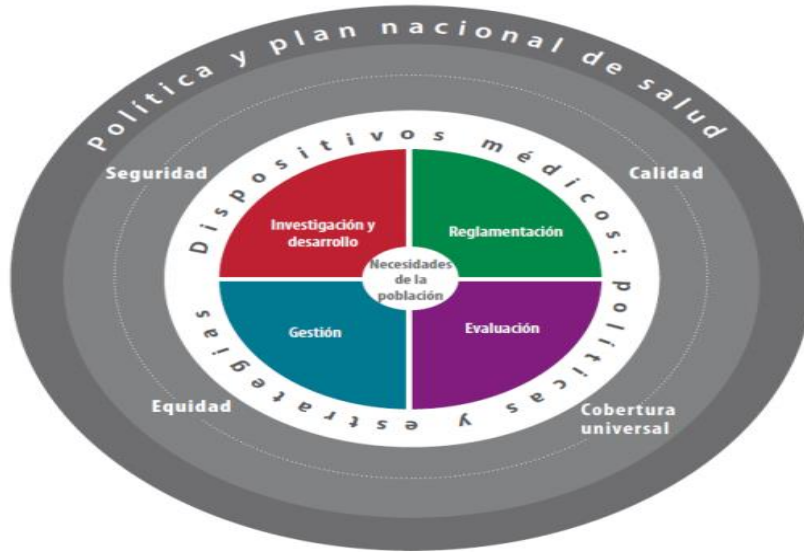 Política y plan nacional de salud
Seguridad
Calidad
Dispositivos médicos: políticas y estrategias
Investigación y
desarrollo
Reglamentación
Necesidades
de la
población
Gestión
Evaluación
Equidad
Cobertura
universal